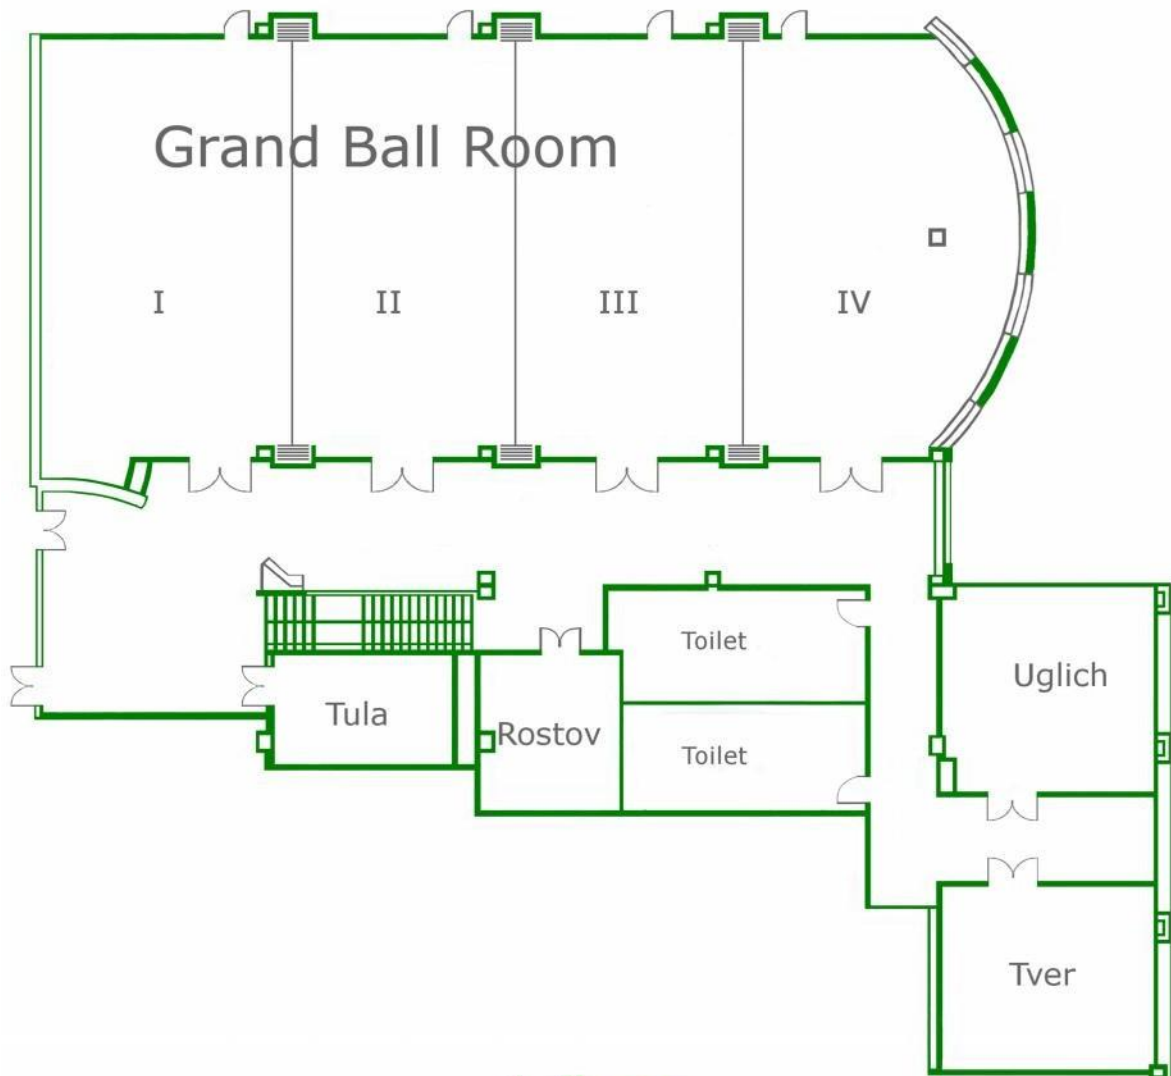 Grand Ball Room
I
II
III
IV
Toilet
Uglich
Tula
Rostov
Toilet
Tver